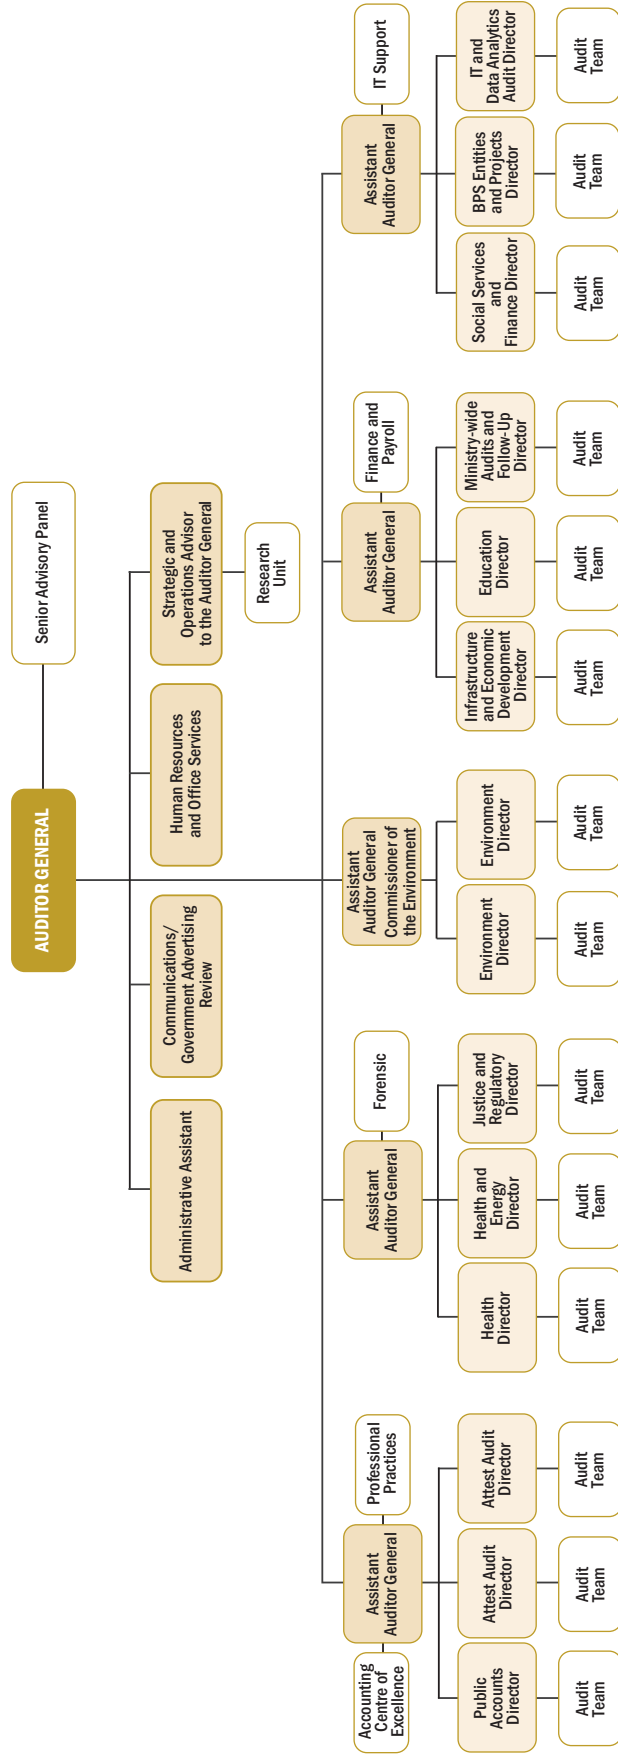 AUDITOR GENERAL
Senior Advisory Panel
Administrative Assistant
Communications/
Government Advertising
Review
Human Resources
and Office Services
Strategic and
Operations Advisor
to the Auditor General
Research
Unit
Accounting
Centre of
Excellence
Assistant
Auditor General
Professional
Practices
Assistant
Auditor General
Forensic
Assistant
Auditor General
Commissioner of
the Environment
Assistant
Auditor General
Finance and
Payroll
Assistant
Auditor General
IT Support
Public
Accounts
Director
Attest Audit
Director
Attest Audit
Director
Health
Director
Health and
Energy
Director
Justice and
Regulatory
Director
Environment
Director
Environment
Director
Infrastructure
and Economic
Development
Director
Education
Director
Ministry-wide
Audits and
Follow-Up
Director
Social Services
and
Finance Director
BPS Entities
and Projects
Director
IT and
Data Analytics
Audit Director
Audit
Team
Audit
Team
Audit
Team
Audit
Team
Audit
Team
Audit
Team
Audit
Team
Audit
Team
Audit
Team
Audit
Team
Audit
Team
Audit
Team
Audit
Team
Audit
Team